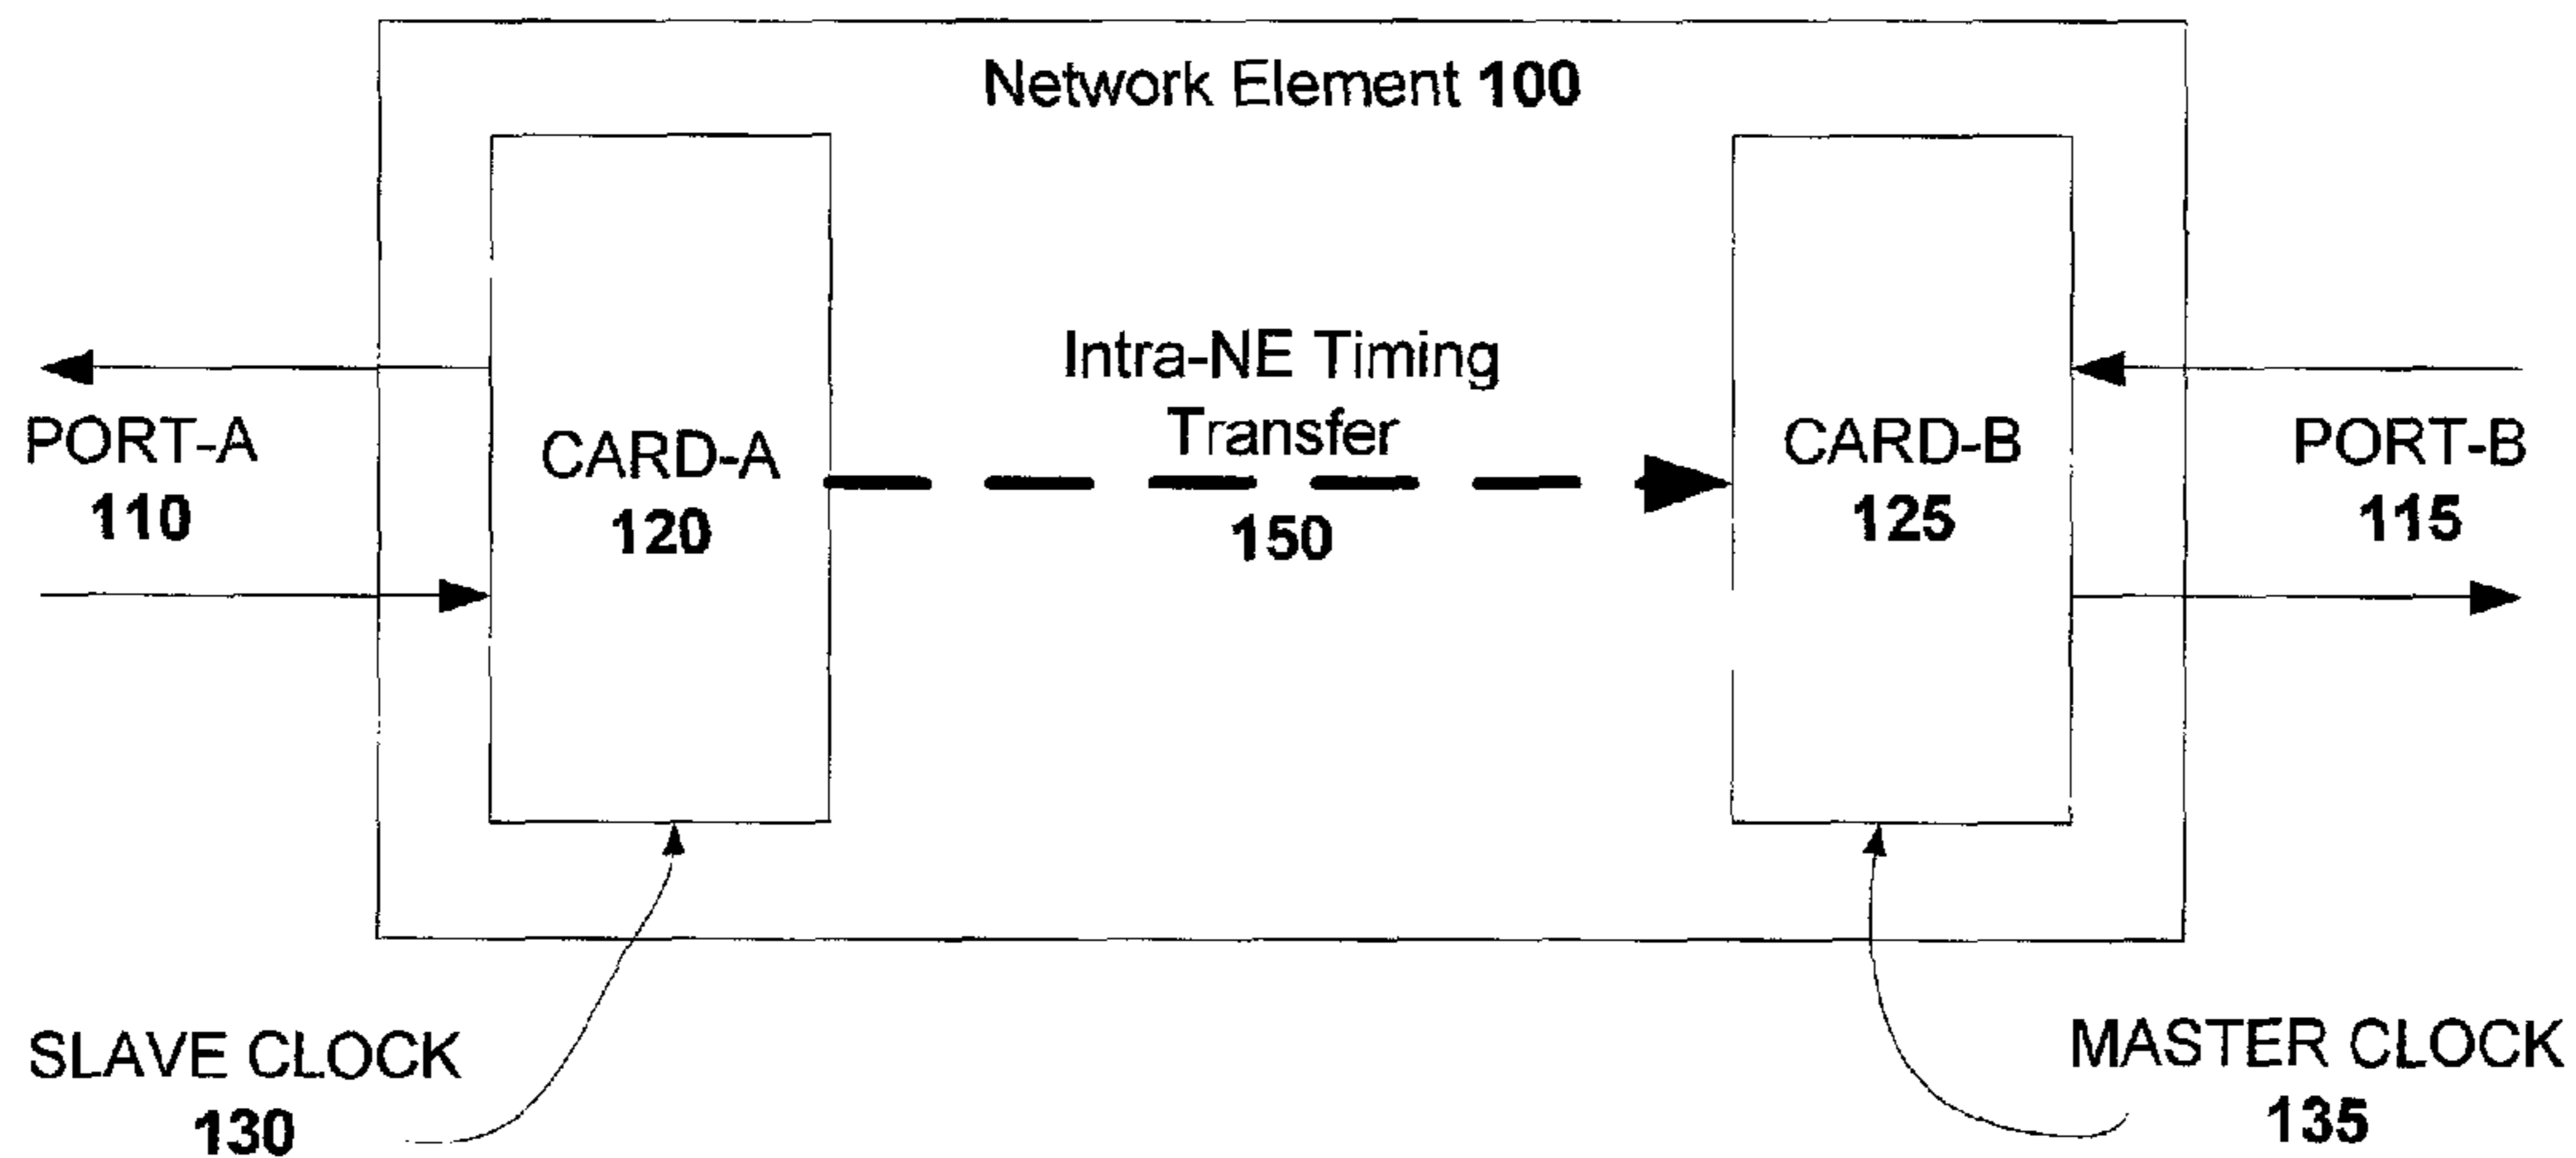 Network Element 100
Intra-NE Timing
Transfer
150
PORT-A
110
CARD-A
120
CARD-B
125
PORT-B
115
SLAVE CLOCK
130
MASTER CLOCK
135